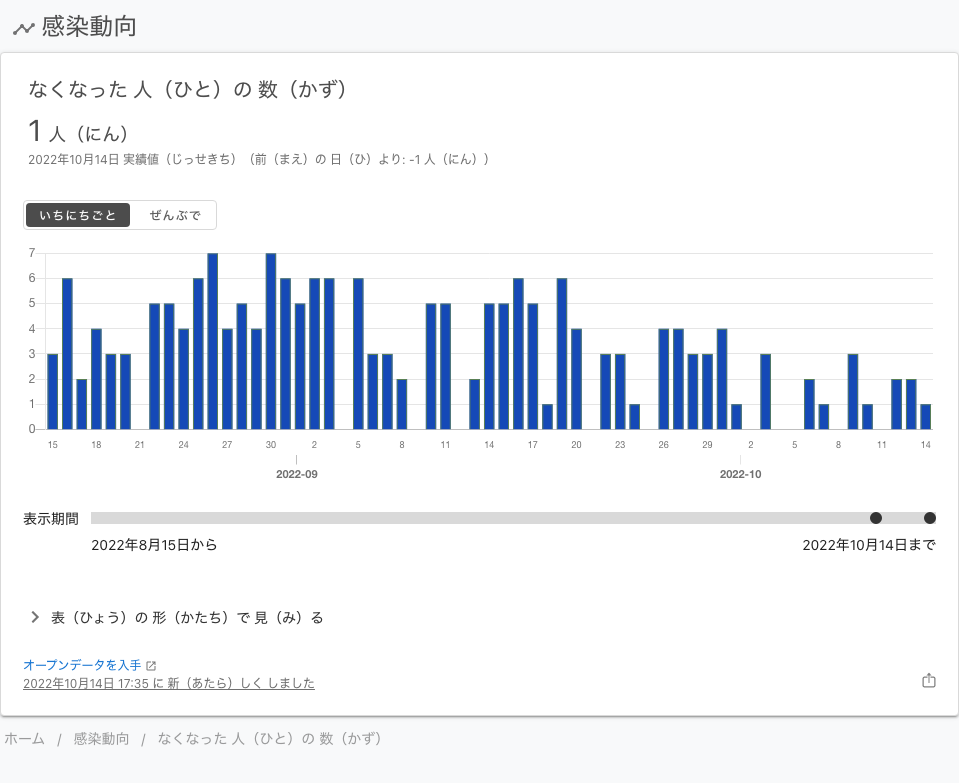 感染動向
なくなった 人（ひと）の 数（かず）
1 人（にん）
2022年10月14日 実績値（じっせきち）（前（まえ）の 日（ひ）より: -1 人（にん））
いちにちごと ぜんぶで
7
6
5
4
3
2
1
0
15 18 21 24 27 30 2 5 8 11 14 17 20 23 26 29 2 5 8 11 14
2022-09 2022-10
表示期間
2022年8月15日から 2022年10月14日まで
表（ひょう）の 形（かたち）で 見（み）る
オープンデータを入手
2022年10月14日 17:35 に 新（あたら）しく しました
ホーム / 感染動向 / なくなった 人（ひと）の 数（かず）